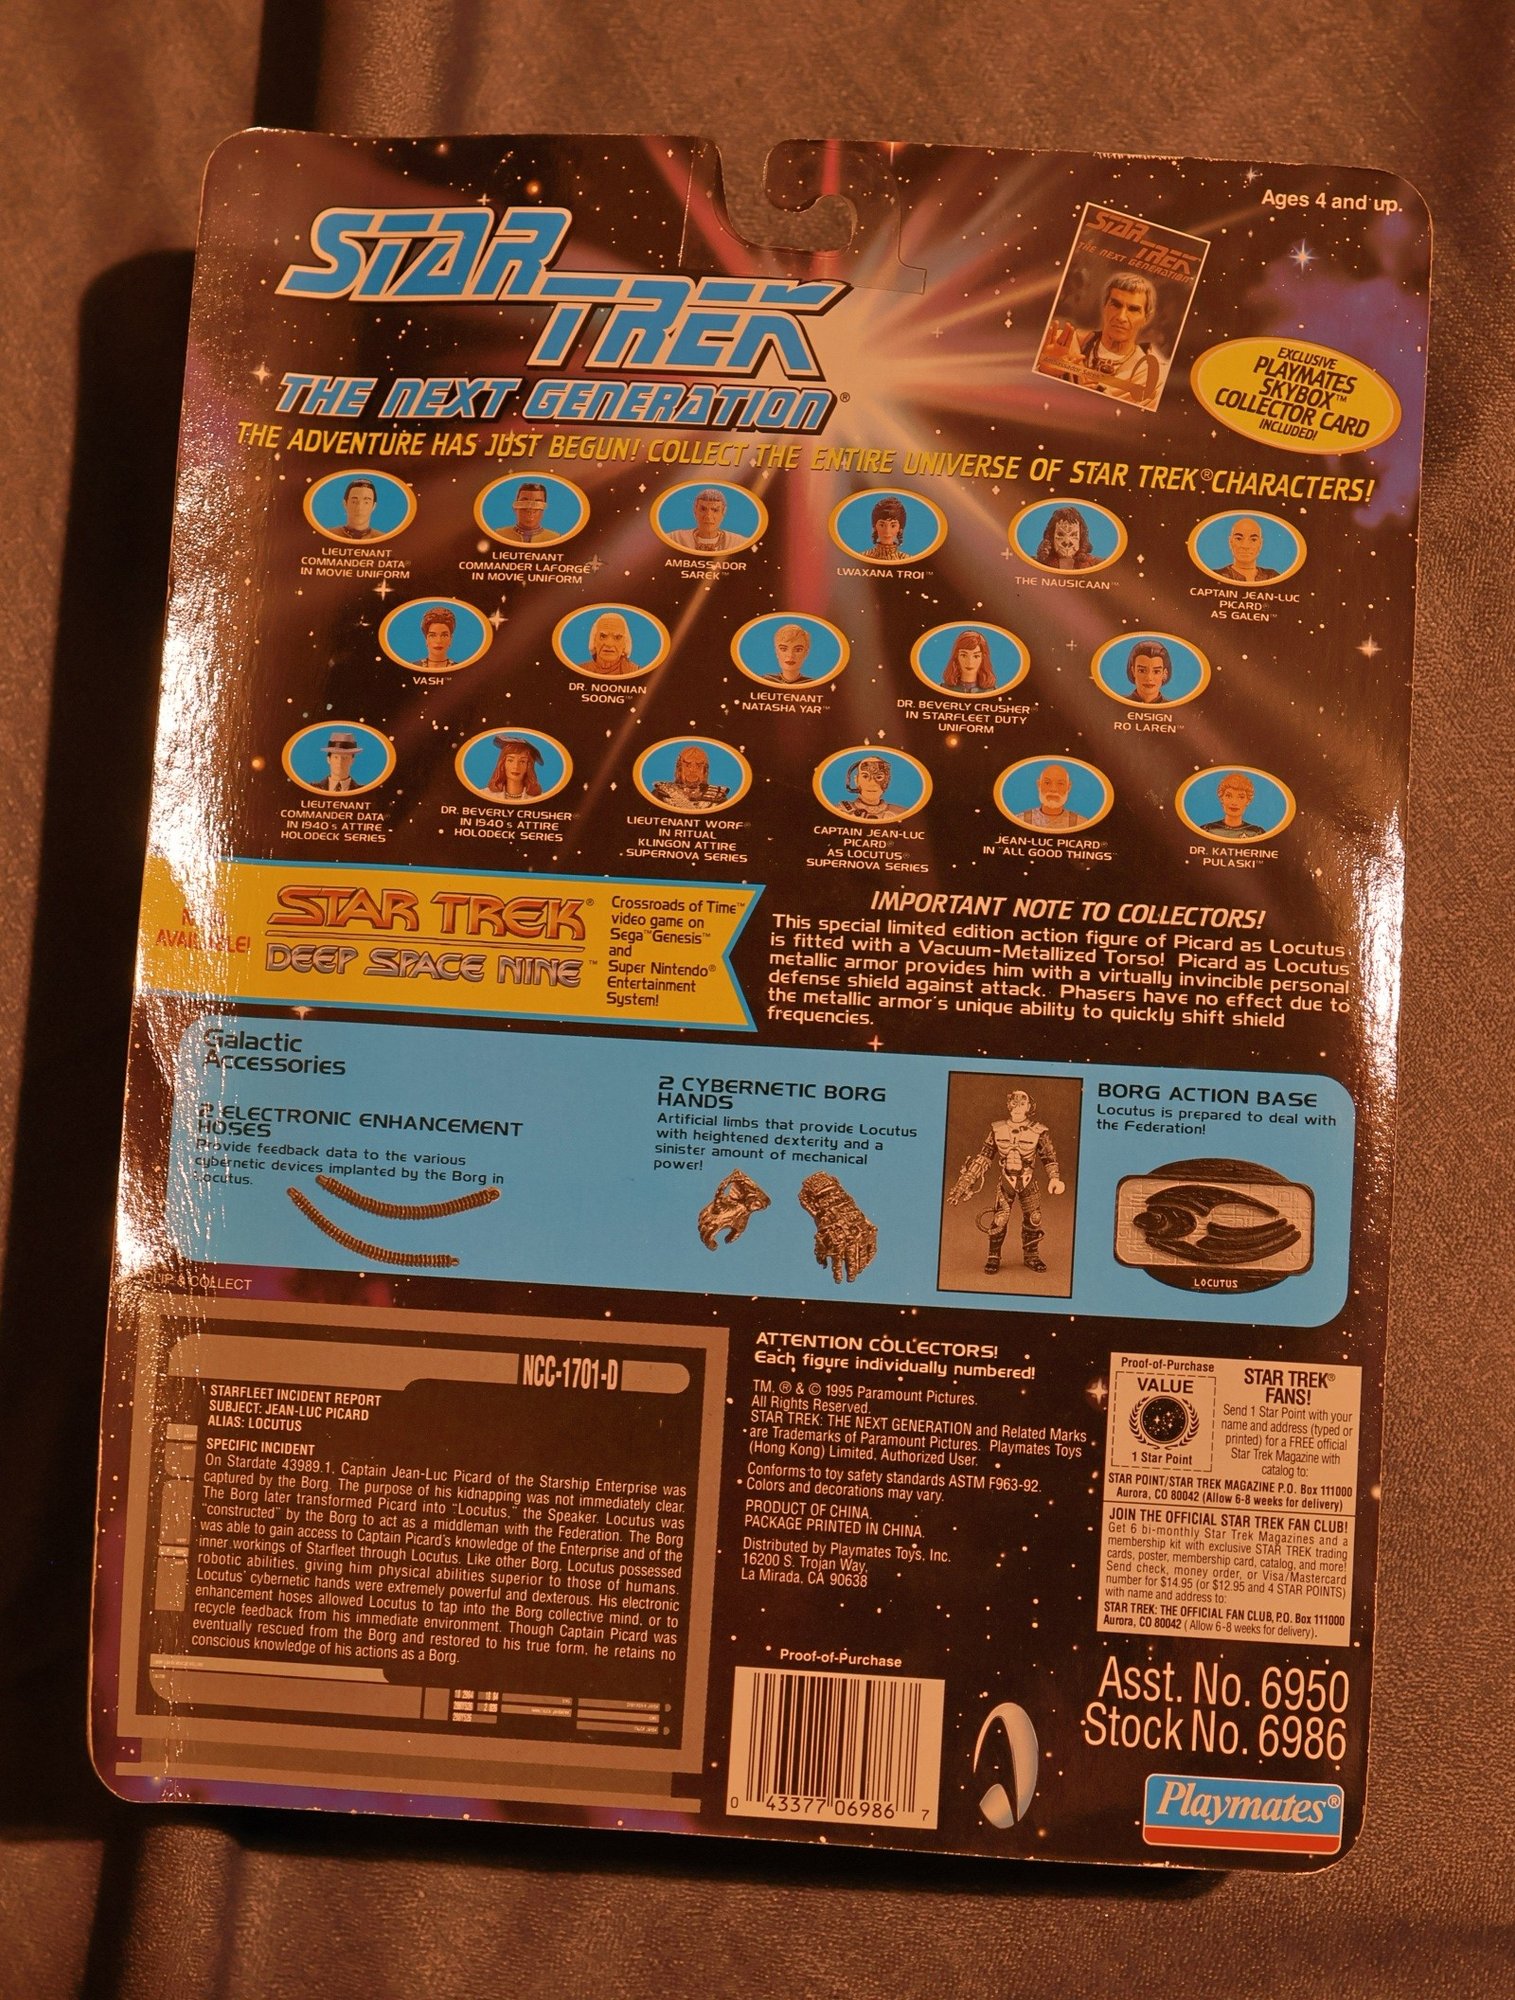 Ages 4 and up.
STAR TREK
THE NEXT GENERATION®
STAR TREK
THE NEXT GENERATION
EXCLUSIVE
PLAYMATES
SKYBOX™
COLLECTOR CARD
INCLUDED!
THE ADVENTURE HAS JUST BEGUN! COLLECT THE ENTIRE UNIVERSE OF STAR TREK® CHARACTERS!
LIEUTENANT
COMMANDER DATA®
IN MOVIE UNIFORM
LIEUTENANT
COMMANDER LAFORGE®
IN MOVIE UNIFORM
AMBASSADOR
SAREK™
LWAXANA TROI™
THE NAUSICAAN™
CAPTAIN JEAN-LUC
PICARD®
AS GALEN™
VASH™
DR. NOONIAN
SOONG™
LIEUTENANT
NATASHA YAR™
DR. BEVERLY CRUSHER®
IN STARFLEET DUTY
UNIFORM
ENSIGN
RO LAREN™
LIEUTENANT
COMMANDER DATA®
IN 1940's ATTIRE
HOLODECK SERIES
DR. BEVERLY CRUSHER®
IN 1940's ATTIRE
HOLODECK SERIES
LIEUTENANT WORF®
IN RITUAL
KLINGON ATTIRE
SUPERNOVA SERIES
CAPTAIN JEAN-LUC
PICARD®
AS LOCUTUS®
SUPERNOVA SERIES
JEAN-LUC PICARD®
IN "ALL GOOD THINGS"
DR. KATHERINE
PULASKI™
STAR TREK®
DEEP SPACE NINE™
Crossroads of Time™
video game on
Sega™ Genesis™
and
Super Nintendo®
Entertainment
System!
IMPORTANT NOTE TO COLLECTORS!
This special limited edition action figure of Picard as Locutus
is fitted with a Vacuum-Metallized Torso! Picard as Locutus
metallic armor provides him with a virtually invincible personal
defense shield against attack. Phasers have no effect due to
the metallic armor's unique ability to quickly shift shield
frequencies.
Galactic
Accessories
2 ELECTRONIC ENHANCEMENT
HOSES
Provide feedback data to the various
cybernetic devices implanted by the Borg in
Locutus.
2 CYBERNETIC BORG
HANDS
Artificial limbs that provide Locutus
with heightened dexterity and a
sinister amount of mechanical
power!
BORG ACTION BASE
Locutus is prepared to deal with
the Federation!
LOCUTUS
CLIP & COLLECT
NCC-1701-D
STARFLEET INCIDENT REPORT
SUBJECT: JEAN-LUC PICARD
ALIAS: LOCUTUS
SPECIFIC INCIDENT
On Stardate 43989.1, Captain Jean-Luc Picard of the Starship Enterprise was
captured by the Borg. The purpose of his kidnapping was not immediately clear.
The Borg later transformed Picard into "Locutus," the Speaker. Locutus was
"constructed" by the Borg to act as a middleman with the Federation. The Borg
was able to gain access to Captain Picard's knowledge of the Enterprise and of the
inner workings of Starfleet through Locutus. Like other Borg, Locutus possessed
robotic abilities, giving him physical abilities superior to those of humans.
Locutus' cybernetic hands were extremely powerful and dexterous. His electronic
enhancement hoses allowed Locutus to tap into the Borg collective mind, or to
recycle feedback from his immediate environment. Though Captain Picard was
eventually rescued from the Borg and restored to his true form, he retains no
conscious knowledge of his actions as a Borg.
ATTENTION COLLECTORS!
Each figure individually numbered!
TM, ® & © 1995 Paramount Pictures.
All Rights Reserved.
STAR TREK: THE NEXT GENERATION and Related Marks
are Trademarks of Paramount Pictures. Playmates Toys
(Hong Kong) Limited, Authorized User.
Conforms to toy safety standards ASTM F963-92.
Colors and decorations may vary.
PRODUCT OF CHINA.
PACKAGE PRINTED IN CHINA.
Distributed by Playmates Toys, Inc.
16200 S. Trojan Way,
La Mirada, CA 90638
Proof-of-Purchase
0 43377 06986 7
Proof-of-Purchase
VALUE
1 Star Point
STAR TREK®
FANS!
Send 1 Star Point with your
name and address (typed or
printed) for a FREE official
Star Trek Magazine with
catalog to:
STAR POINT/STAR TREK MAGAZINE P.O. Box 111000
Aurora, CO 80042 (Allow 6-8 weeks for delivery)
JOIN THE OFFICIAL STAR TREK FAN CLUB!
Get 6 bi-monthly Star Trek Magazines and a
membership kit with exclusive STAR TREK trading
cards, poster, membership card, catalog, and more!
Send check, money order, or Visa/Mastercard
number for $14.95 (or $12.95 and 4 STAR POINTS)
with name and address to:
STAR TREK: THE OFFICIAL FAN CLUB, P.O. Box 111000
Aurora, CO 80042 (Allow 6-8 weeks for delivery).
Asst. No. 6950
Stock No. 6986
Playmates®